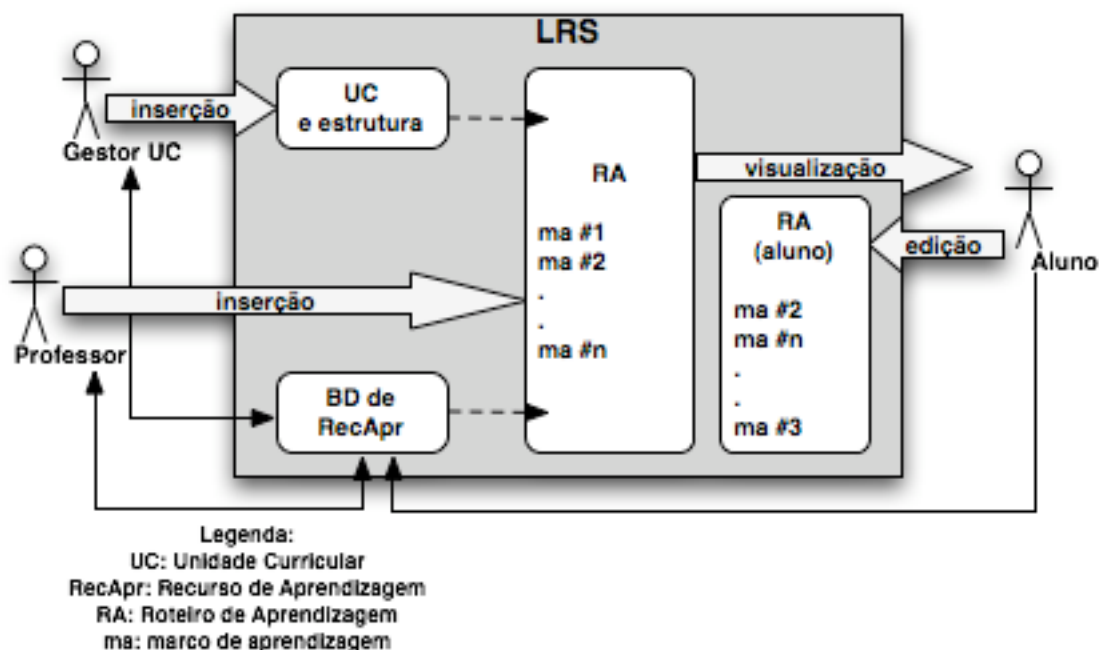 LRS
inserção
Gestor UC
UC
e estrutura
RA
ma #1
ma #2
.
.
ma #n
visualização
RA
(aluno)
ma #2
ma #n
.
.
ma #3
edição
Aluno
inserção
Professor
BD de
RecApr
Legenda:
UC: Unidade Curricular
RecApr: Recurso de Aprendizagem
RA: Roteiro de Aprendizagem
ma: marco de aprendizagem